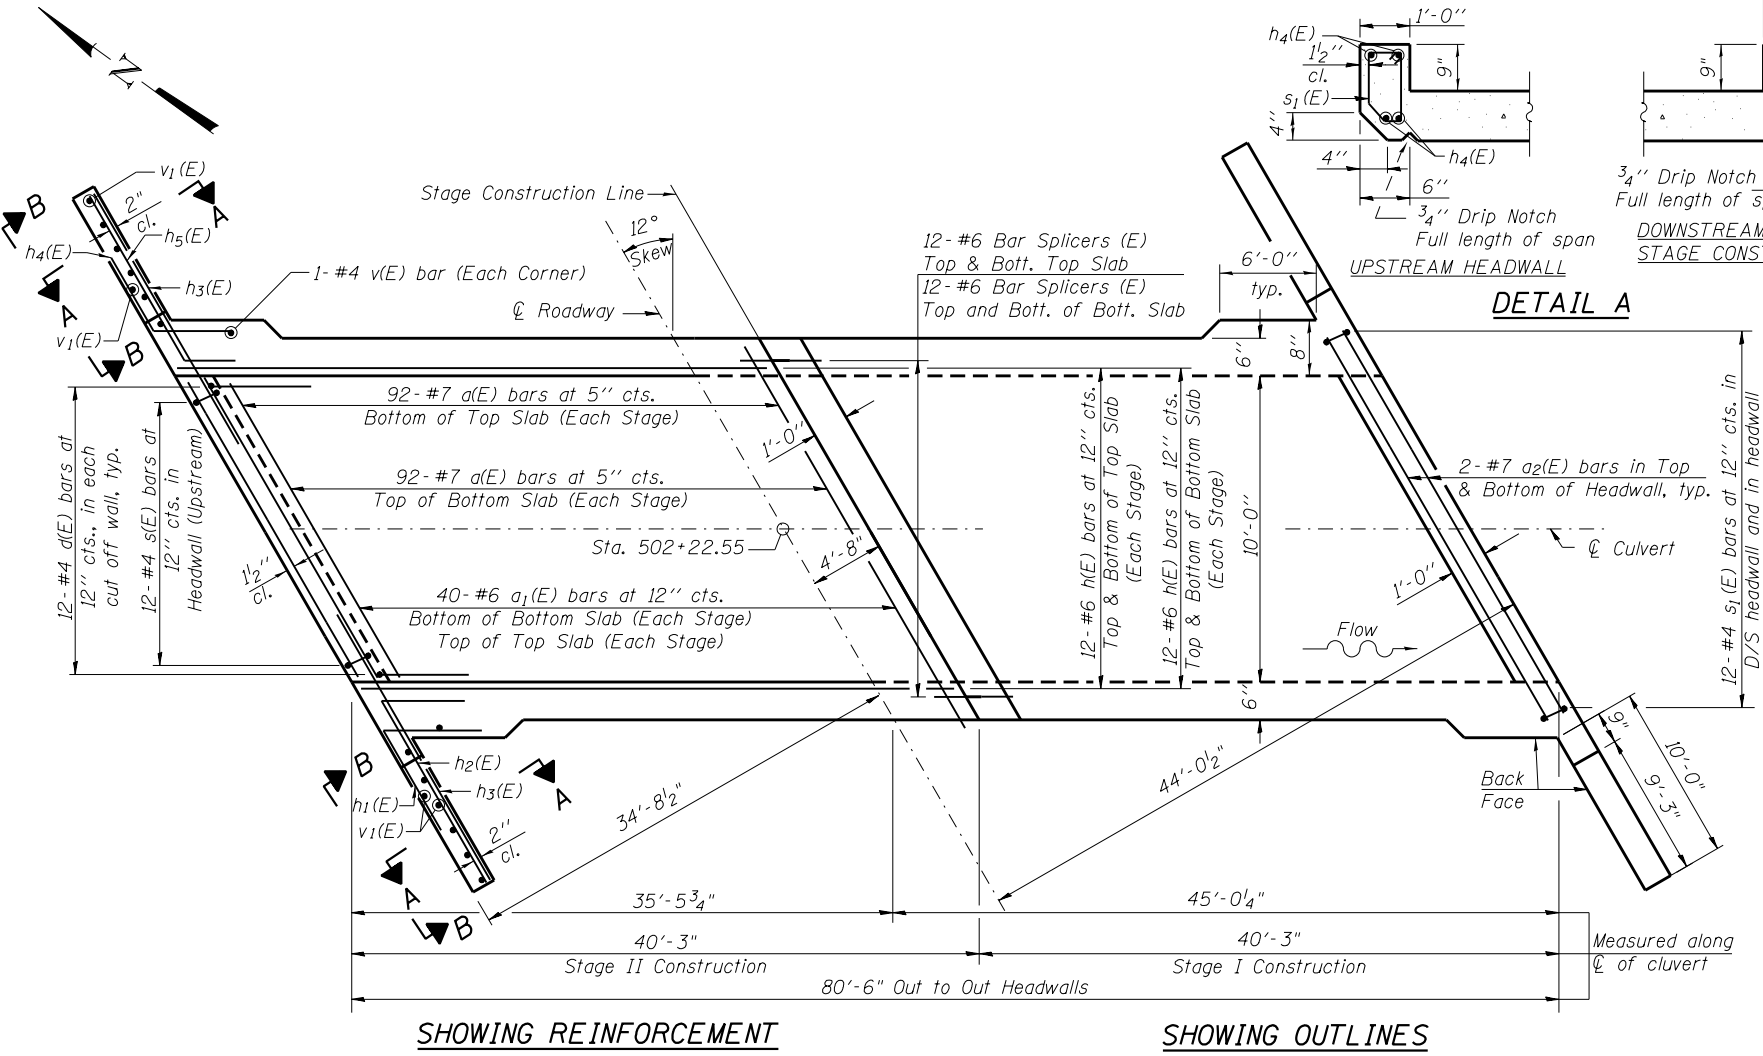 N
1'-0"
h4(E)
1½"
cl.
9"
s1(E)
4"
4"
h4(E)
6"
¾" Drip Notch
Full length of span
UPSTREAM HEADWALL
9"
¾" Drip Notch
Full length of s
DOWNSTREAM
STAGE CONST
DETAIL A
v1(E)
B
2"
cl.
A
h4(E)
h5(E)
h3(E)
A
v1(E)
B
1-#4 v(E) bar (Each Corner)
Stage Construction Line
12°
Skew
℄ Roadway
12-#6 Bar Splicers (E)
Top & Bott. Top Slab
12-#6 Bar Splicers (E)
Top and Bott. of Bott. Slab
6'-0"
typ.
6"
8"
92-#7 a(E) bars at 5" cts.
Bottom of Top Slab (Each Stage)
1'-0"
92-#7 a(E) bars at 5" cts.
Top of Bottom Slab (Each Stage)
Sta. 502+22.55
4'-8"
1½"
cl.
40-#6 a1(E) bars at 12" cts.
Bottom of Bottom Slab (Each Stage)
Top of Top Slab (Each Stage)
12-#4 d(E) bars at
12" cts., in each
cut off wall, typ.
12-#4 s(E) bars at
12" cts. in
Headwall (Upstream)
12-#6 h(E) bars at 12" cts.
Top & Bottom of Top Slab
(Each Stage)
12-#6 h(E) bars at 12" cts.
Top & Bottom of Bottom Slab
(Each Stage)
10'-0"
2-#7 a2(E) bars in Top
& Bottom of Headwall, typ.
℄ Culvert
1'-0"
Flow
12-#4 s1(E) bars at 12" cts. in
D/S headwall and in headwall
6"
9"
10'-0"
9'-3"
Back
Face
44'-0½"
34'-8½"
B
h2(E)
h3(E)
A
h1(E)
v1(E)
2"
cl.
A
B
35'-5¾"
45'-0¼"
40'-3"
Stage II Construction
40'-3"
Stage I Construction
Measured along
℄ of cluvert
80'-6" Out to Out Headwalls
SHOWING REINFORCEMENT
SHOWING OUTLINES